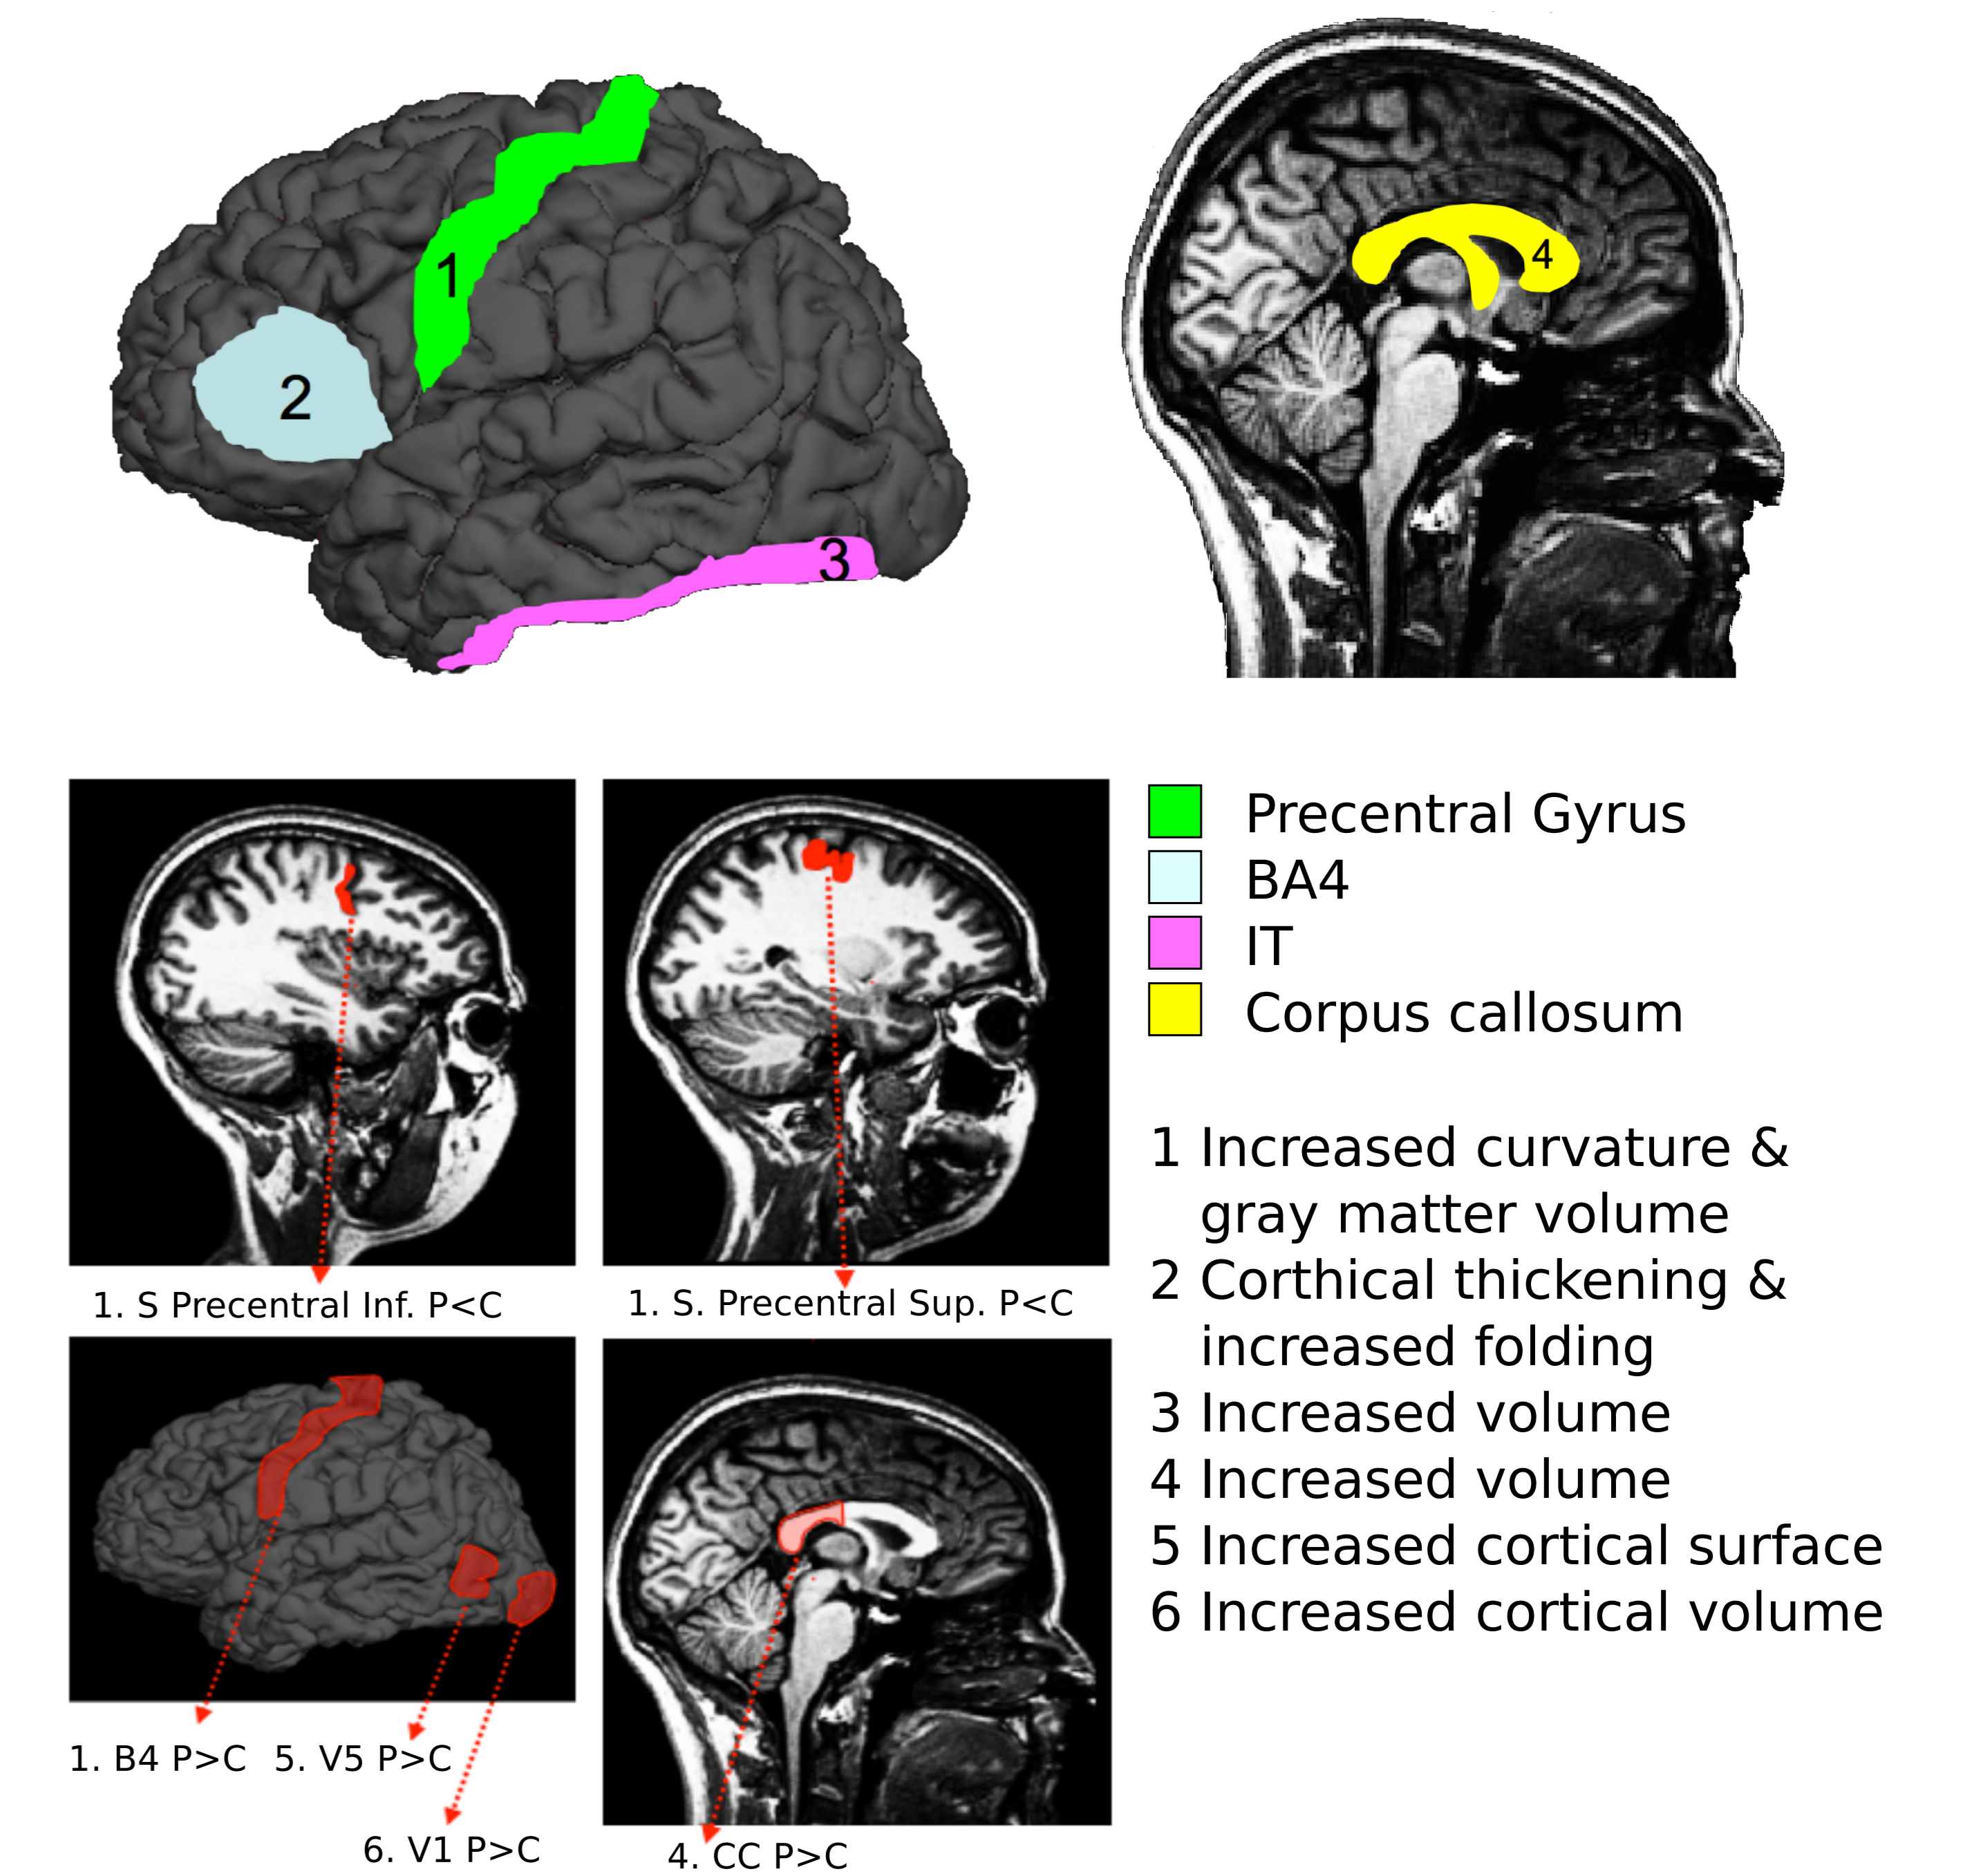 1
2
3
4
Precentral Gyrus
BA4
IT
Corpus callosum
1 Increased curvature &
gray matter volume
2 Corthical thickening &
increased folding
3 Increased volume
4 Increased volume
5 Increased cortical surface
6 Increased cortical volume
1. S Precentral Inf. P<C
1. S. Precentral Sup. P<C
1. B4 P>C
5. V5 P>C
6. V1 P>C
4. CC P>C